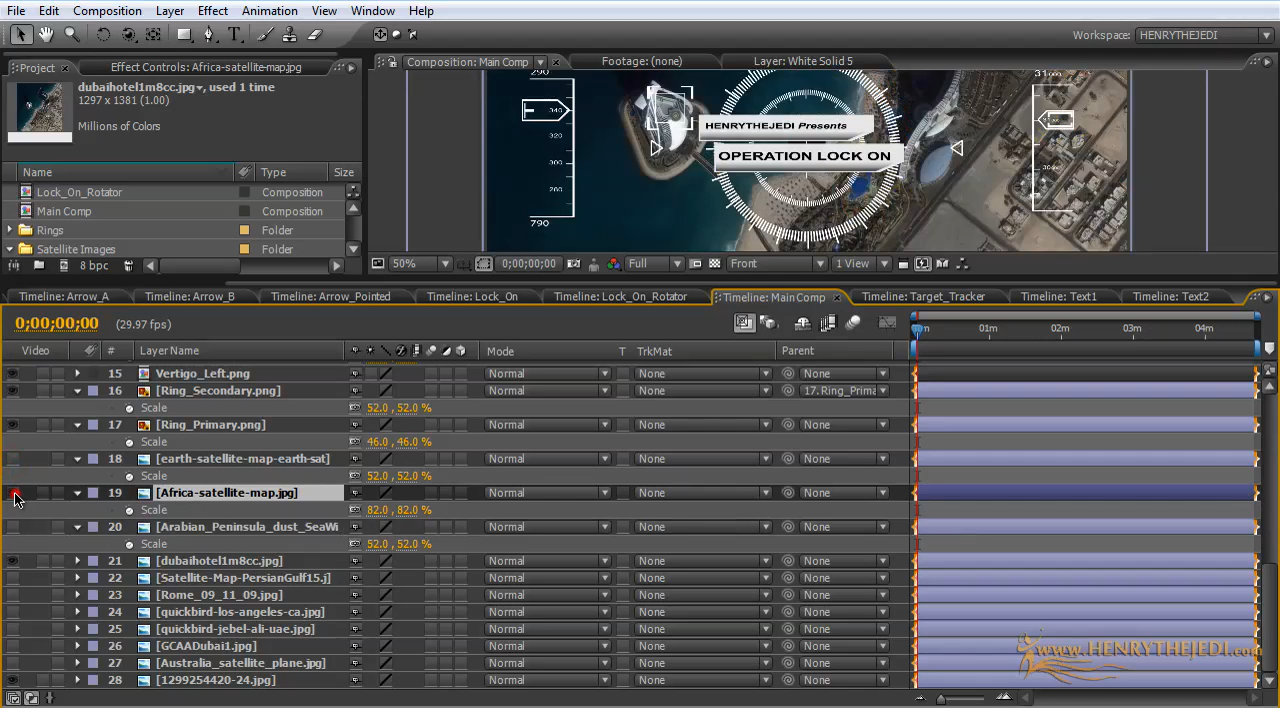 File Edit Composition Layer Effect Animation View Window Help
Workspace: HENRYTHEJEDI
Project
Effect Controls: Africa-satellite-map.jpg
dubaihotel1m8cc.jpg, used 1 time
1297 x 1381 (1.00)
Millions of Colors
Name Type Size
Lock_On_Rotator Composition
Main Comp Composition
Rings Folder
Satellite Images Folder
8 bpc
Composition: Main Comp
Footage: (none)
Layer: White Solid 5
290
340
320
300
280
260
790
HENRYTHEJEDI Presents
OPERATION LOCK ON
50% 0;00;00;00 Full Front 1 View
Timeline: Arrow_A Timeline: Arrow_B Timeline: Arrow_Pointed Timeline: Lock_On Timeline: Lock_On_Rotator Timeline: Main Comp Timeline: Target_Tracker Timeline: Text1 Timeline: Text2
0;00;00;00 (29.97 fps)
Video # Layer Name Mode T TrkMat Parent
01m 02m 03m 04m
15 Vertigo_Left.png Normal None None
16 [Ring_Secondary.png] Normal None 17.Ring_Prima
Scale 52.0, 52.0 %
17 [Ring_Primary.png] Normal None None
Scale 46.0, 46.0 %
18 [earth-satellite-map-earth-sat] Normal None None
Scale 52.0, 52.0 %
19 [Africa-satellite-map.jpg] Normal None None
Scale 82.0, 82.0 %
20 [Arabian_Peninsula_dust_SeaWi Normal None None
Scale 52.0, 52.0 %
21 [dubaihotel1m8cc.jpg] Normal None None
22 [Satellite-Map-PersianGulf15.j] Normal None None
23 [Rome_09_11_09.jpg] Normal None None
24 [quickbird-los-angeles-ca.jpg] Normal None None
25 [quickbird-jebel-ali-uae.jpg] Normal None None
26 [GCAADubai1.jpg] Normal None None
27 [Australia_satellite_plane.jpg] Normal None None
28 [1299254420-24.jpg] Normal None None
www.HENRYTHEJEDI.com